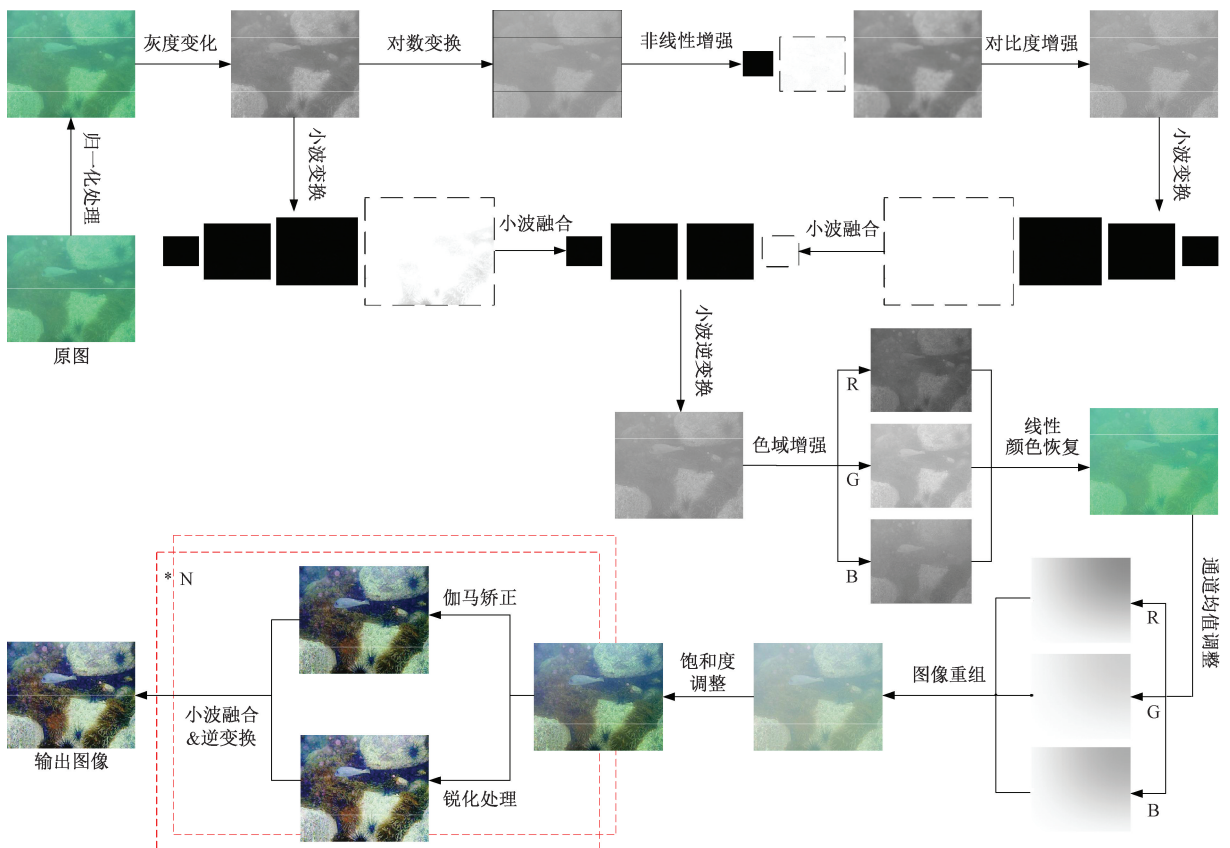 灰度变化
对数变换
非线性增强
对比度增强
归一化处理
小波变换
小波变换
小波融合
小波融合
原图
小波逆变换
R
色域增强
G
线性
颜色恢复
B
通道均值调整
* N
伽马矫正
R
饱和度
调整
图像重组
G
小波融合
&逆变换
输出图像
锐化处理
B